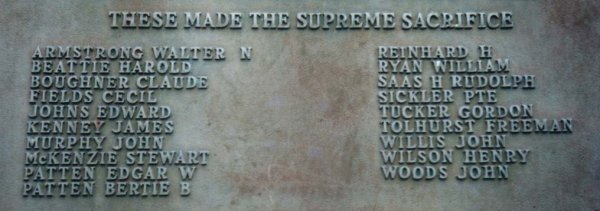 THESE MADE THE SUPREME SACRIFICE
ARMSTRONG WALTER N
BEATTIE HAROLD
BOUGHNER CLAUDE
FIELDS CECIL
JOHNS EDWARD
KENNEY JAMES
MURPHY JOHN
McKENZIE STEWART
PATTEN EDGAR W
PATTEN BERTIE B
REINHARD H
RYAN WILLIAM
SAAS H RUDOLPH
SICKLER PTE
TUCKER GORDON
TOLHURST FREEMAN
WILLIS JOHN
WILSON HENRY
WOODS JOHN